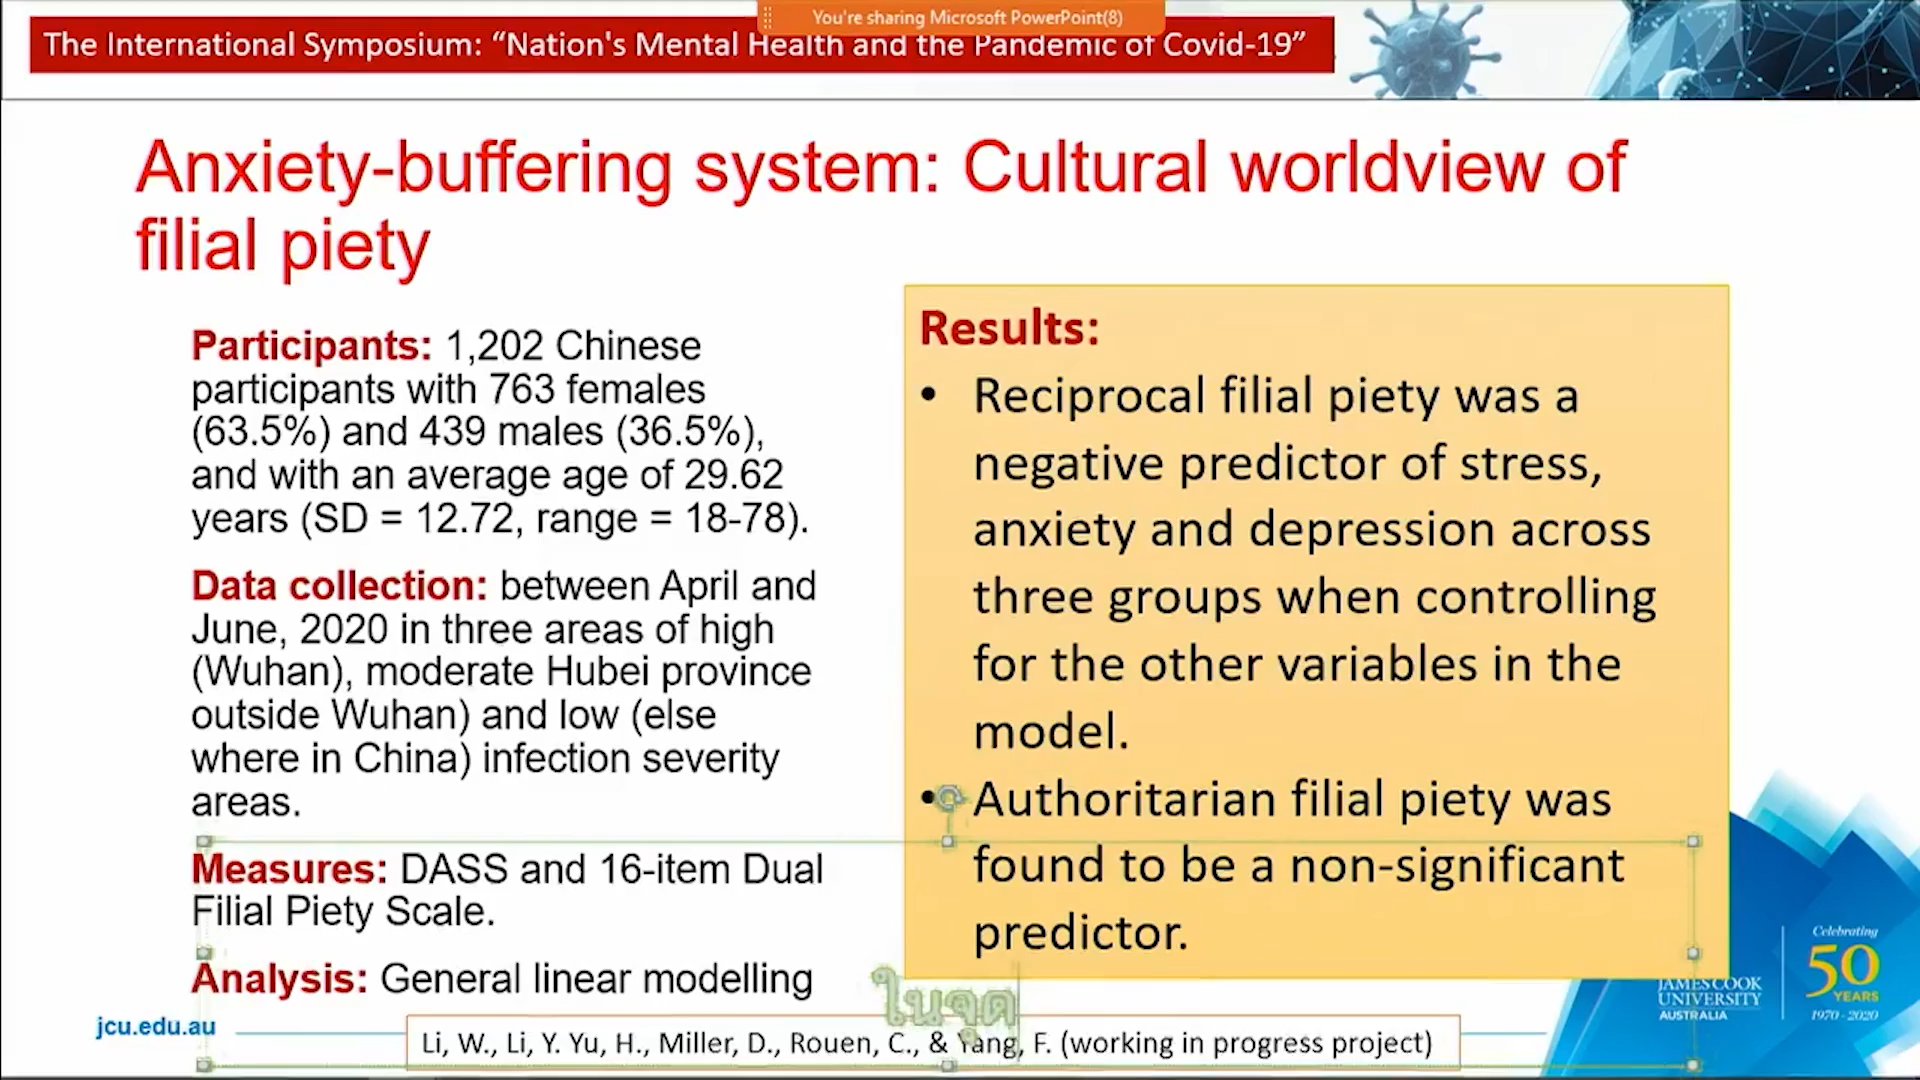 You're sharing Microsoft PowerPoint(8)
The International Symposium: “Nation's Mental Health and the Pandemic of Covid-19”
Anxiety-buffering system: Cultural worldview of
filial piety
Participants: 1,202 Chinese
participants with 763 females
(63.5%) and 439 males (36.5%),
and with an average age of 29.62
years (SD = 12.72, range = 18-78).
Data collection: between April and
June, 2020 in three areas of high
(Wuhan), moderate Hubei province
outside Wuhan) and low (else
where in China) infection severity
areas.
Measures: DASS and 16-item Dual
Filial Piety Scale.
Analysis: General linear modelling
Results:
• Reciprocal filial piety was a
negative predictor of stress,
anxiety and depression across
three groups when controlling
for the other variables in the
model.
• Authoritarian filial piety was
found to be a non-significant
predictor.
ในจุด
jcu.edu.au
Li, W., Li, Y. Yu, H., Miller, D., Rouen, C., & Yang, F. (working in progress project)
JAMES COOK
UNIVERSITY
AUSTRALIA
Celebrating
50
YEARS
1970 - 2020